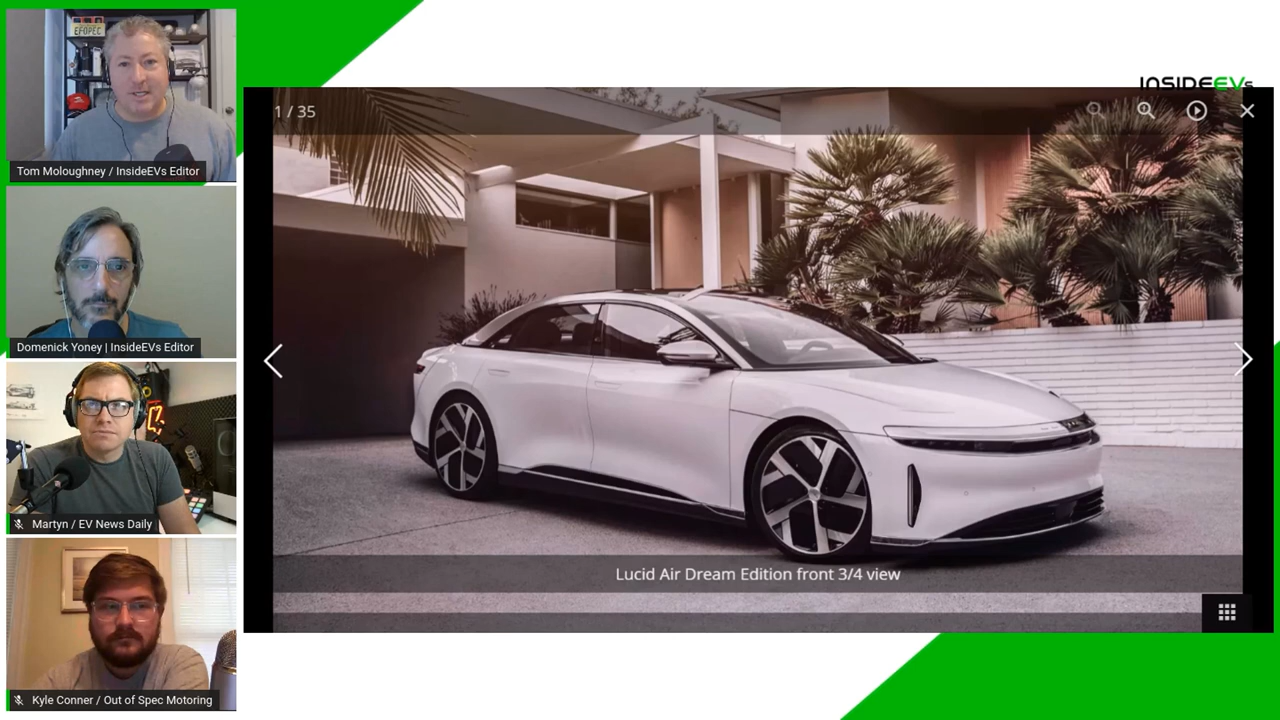 EFOPEC
Tom Moloughney / InsideEVs Editor
Domenick Yoney | InsideEVs Editor
Martyn / EV News Daily
Kyle Conner / Out of Spec Motoring
INSIDEEVs
1 / 35
Lucid Air Dream Edition front 3/4 view